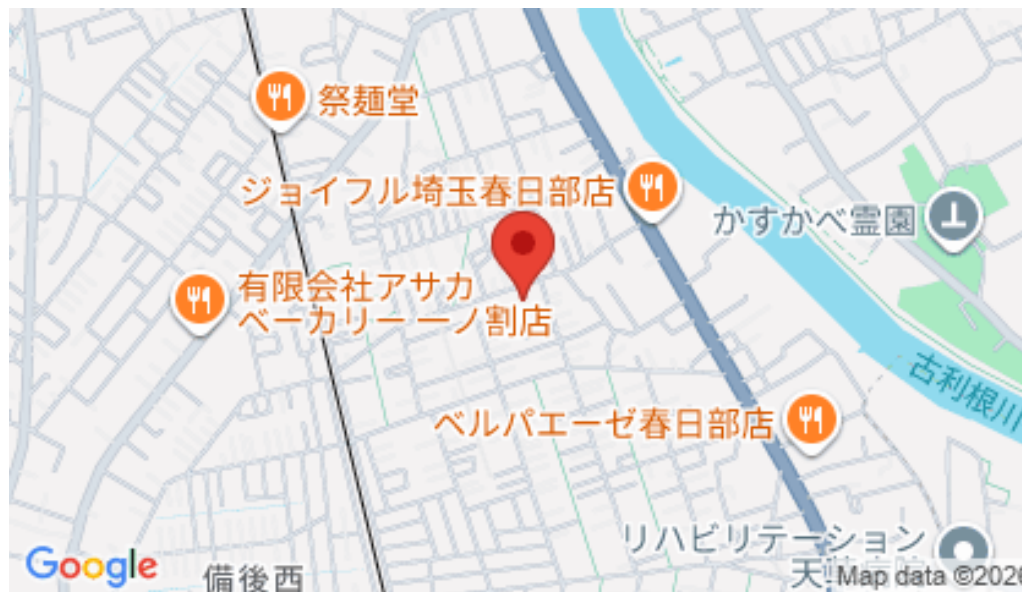 祭麺堂
ジョイフル埼玉春日部店
かすかべ霊園
有限会社アサカ
ベーカリー一ノ割店
古利根川
ベルパエーゼ春日部店
リハビリテーション
天
Google
備後西
Map data ©2026